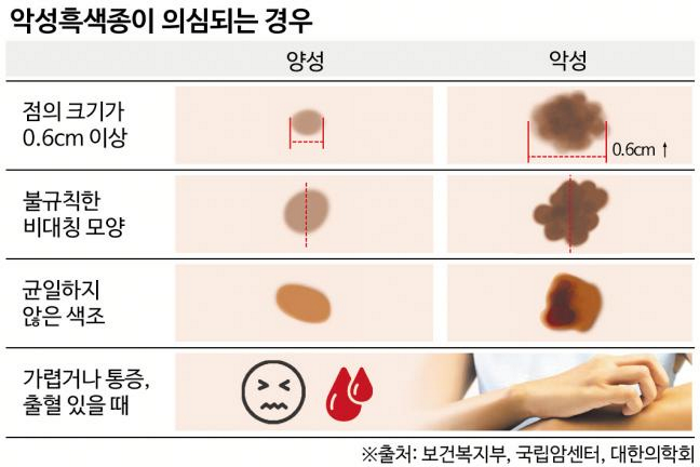 악성흑색종이 의심되는 경우
양성 악성
점의 크기가
0.6cm 이상
0.6cm ↑
불규칙한
비대칭 모양
균일하지
않은 색조
가렵거나 통증,
출혈 있을 때
※출처: 보건복지부, 국립암센터, 대한의학회